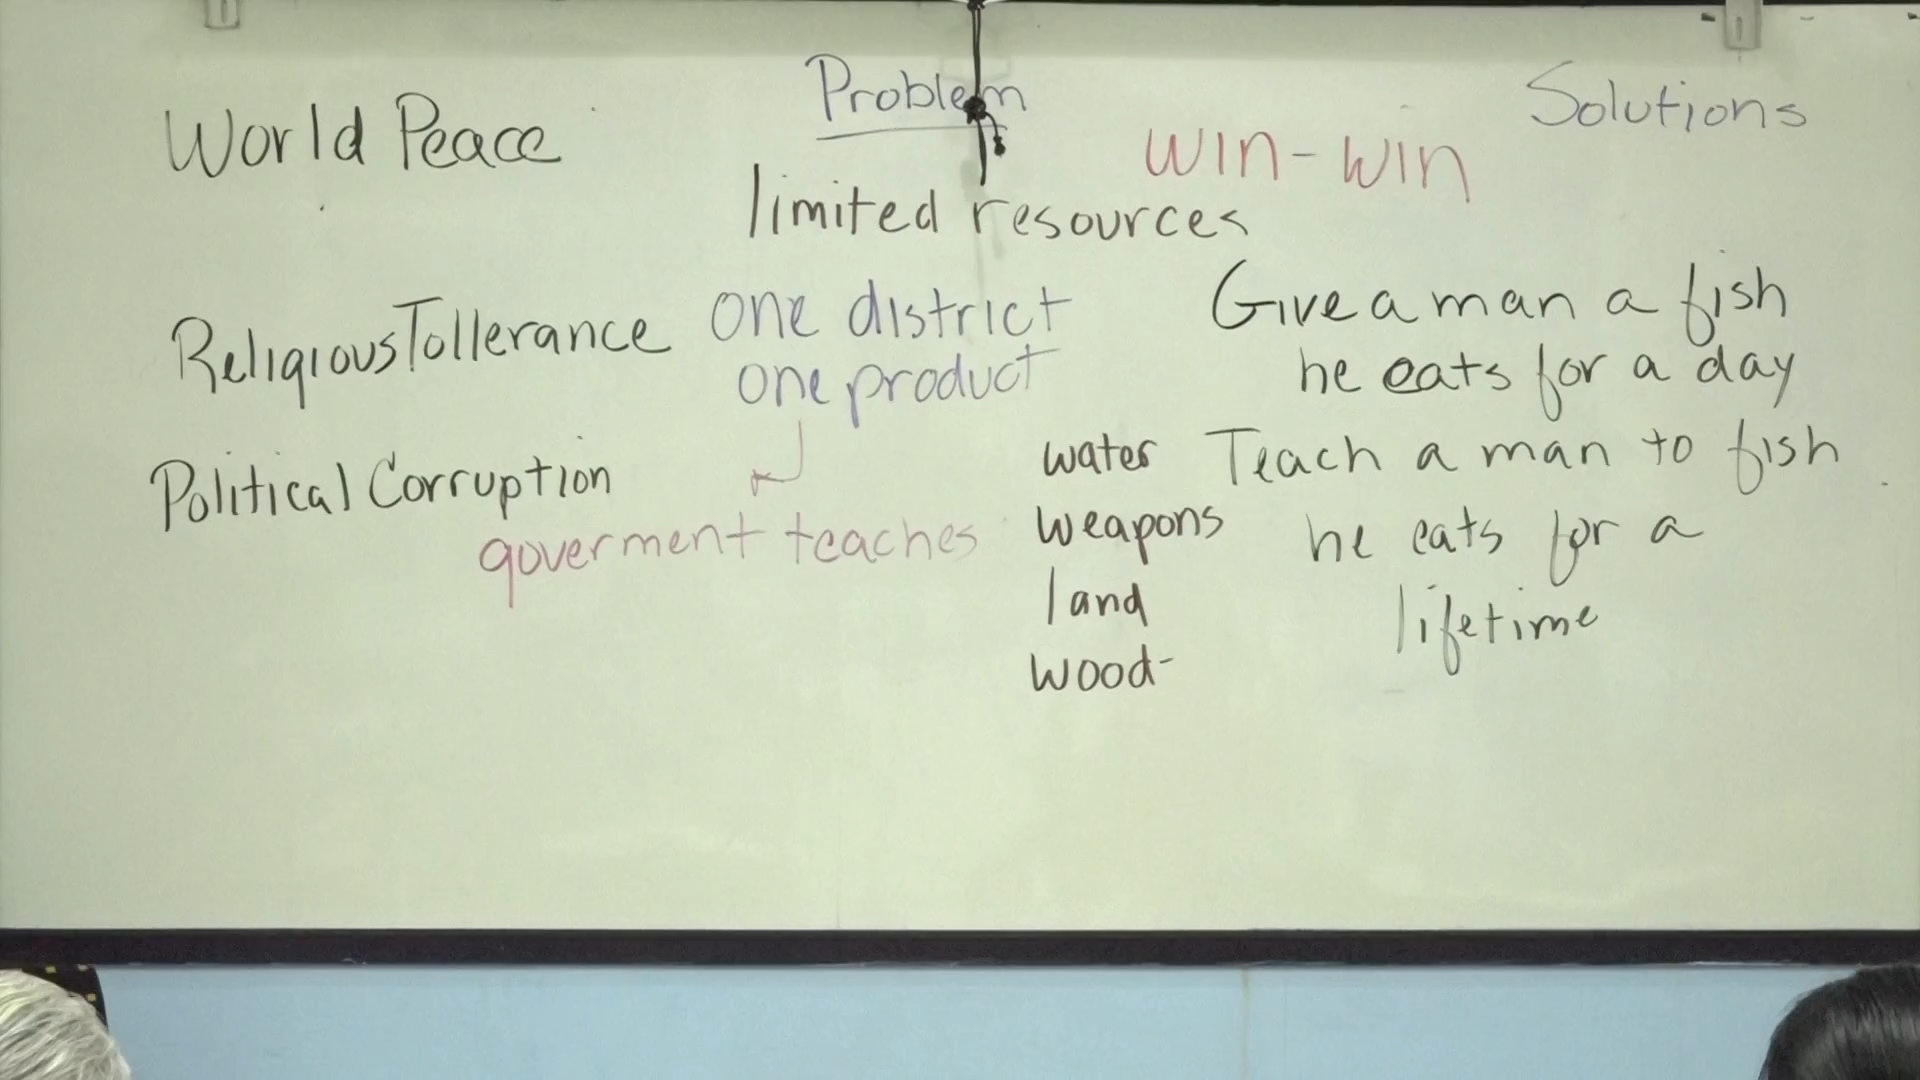 World Peace
Problem
Solutions
win-win
limited resources
Religious Tollerance
one district
one product
Give a man a fish
he eats for a day
Political Corruption
goverment teaches
water
weapons
land
wood-
Teach a man to fish
he eats for a
lifetime